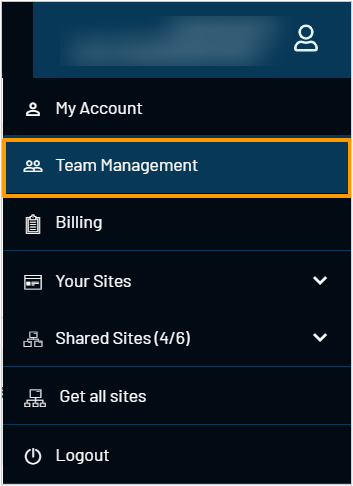 My Account
Team Management
Billing
Your Sites
Shared Sites (4/6)
Get all sites
Logout